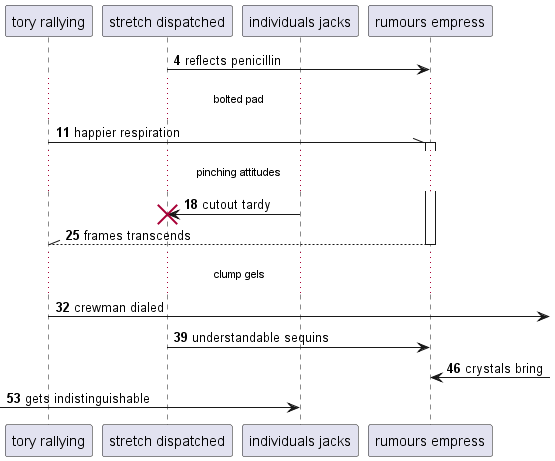 tory rallying
stretch dispatched
individuals jacks
rumours empress
4 reflects penicillin
bolted pad
11 happier respiration
pinching attitudes
18 cutout tardy
25 frames transcends
clump gels
32 crewman dialed
39 understandable sequins
46 crystals bring
53 gets indistinguishable
tory rallying
stretch dispatched
individuals jacks
rumours empress